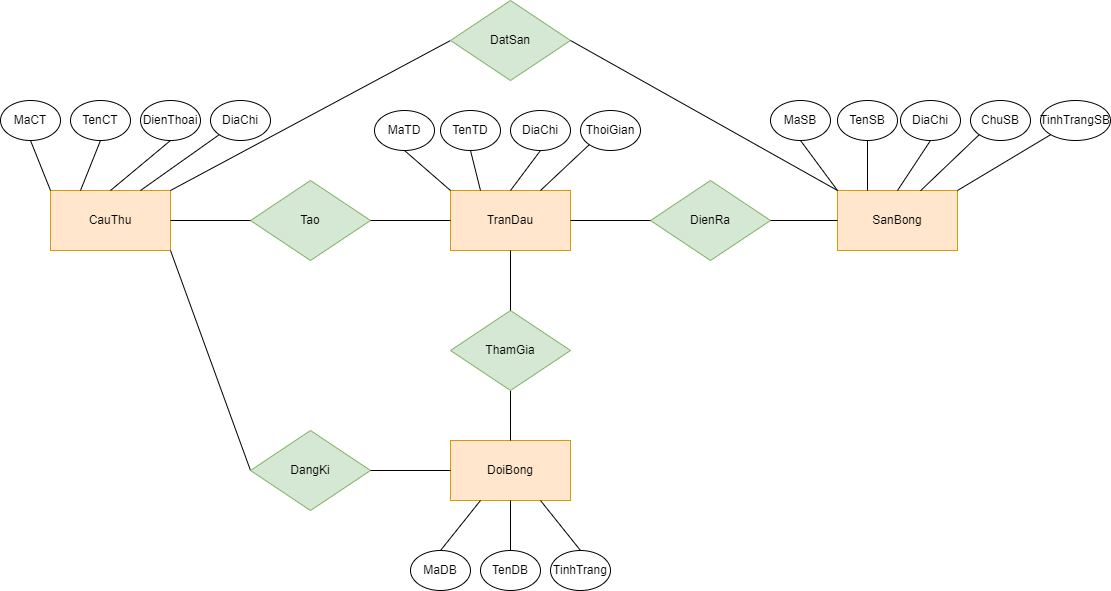 DatSan
MaCT
TenCT
DienThoai
DiaChi
MaTD
TenTD
DiaChi
ThoiGian
MaSB
TenSB
DiaChi
ChuSB
TinhTrangSB
CauThu
Tao
TranDau
DienRa
SanBong
ThamGia
DangKi
DoiBong
MaDB
TenDB
TinhTrang